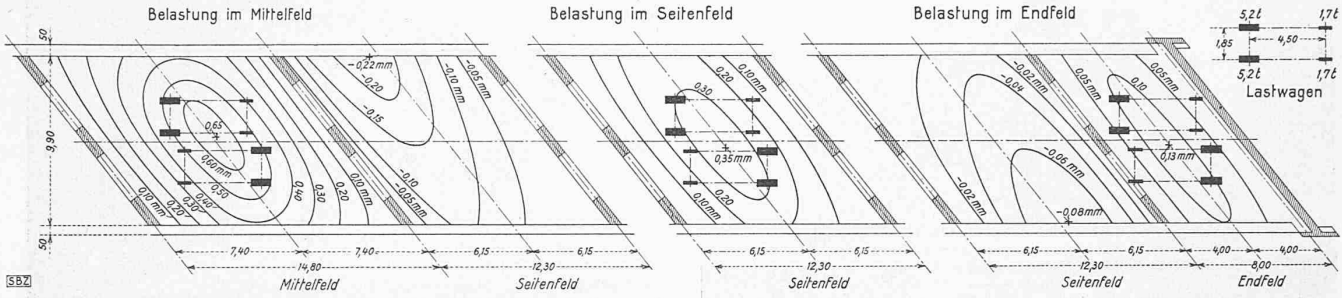 Belastung im Mittelfeld
Belastung im Seitenfeld
Belastung im Endfeld
5,2t
1,7t
1,85
4,50
5,2t
1,7t
Lastwagen
50
9,90
50
-0,22mm
-0,20
-0,15
-0,10 mm
-0,05 mm
0,65
0,60mm
0,50
0,40
0,30
0,20
0,10 mm
-0,05mm
-0,10
0,10 mm
0,20
0,30
0,40
0,30
0,20
0,10 mm
0,35mm
0,20
0,10 mm
-0,02 mm
-0,04
-0,06 mm
-0,02
-0,08mm
0,05 mm
0,10
0,05 mm
0,13mm
7,40
7,40
6,15
6,15
14,80
12,30
Mittelfeld
Seitenfeld
6,15
6,15
12,30
Seitenfeld
6,15
6,15
4,00
4,00
12,30
8,00
Seitenfeld
Endfeld
SBZ